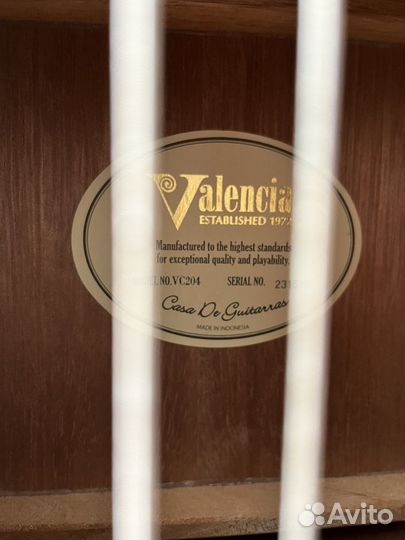 Valencia
ESTABLISHED
Manufactured to the highest standards
for exceptional quality and playability.
NO. VC204 SERIAL NO.
Casa De Guitarras
MADE IN INDONESIA
Avito